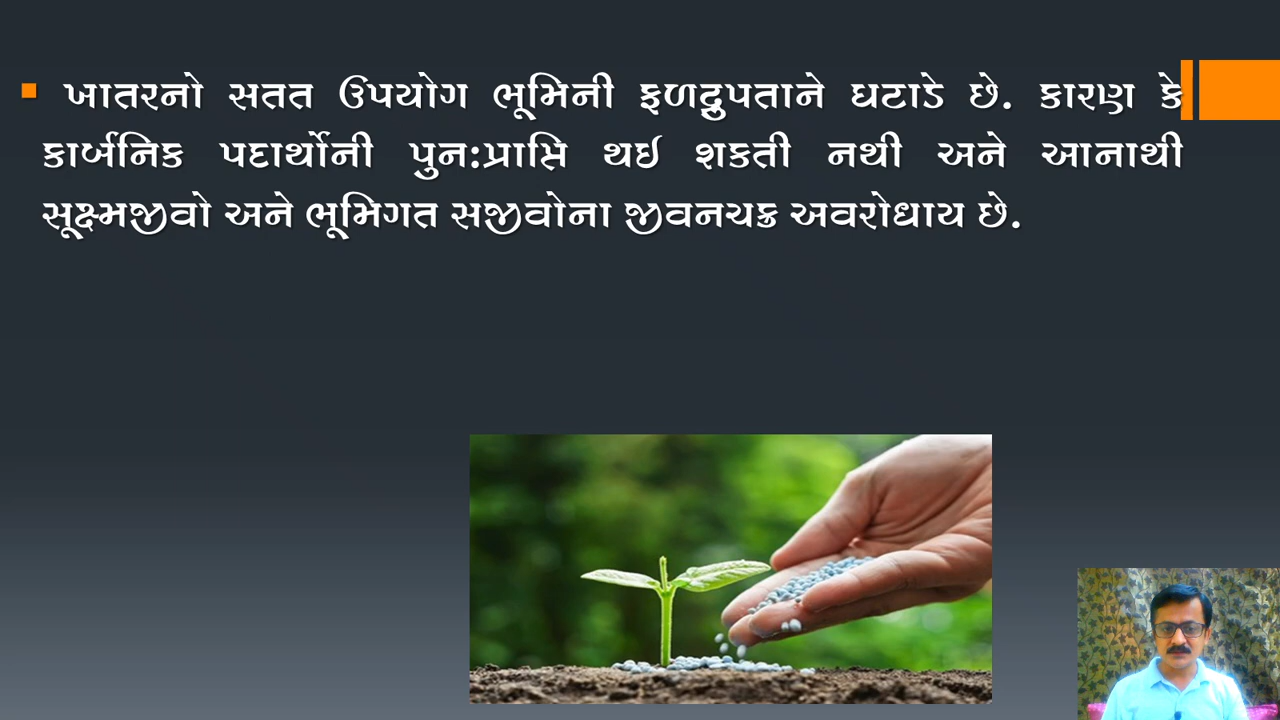 ખાતરનો સતત ઉપયોગ ભૂમિની ફળદ્રુપતાને ઘટાડે છે. કારણ કે
કાર્બનિક પદાર્થોની પુન:પ્રાપ્તિ થઇ શકતી નથી અને આનાથી
સૂક્ષ્મજીવો અને ભૂમિગત સજીવોના જીવનચક્ર અવરોધાય છે.